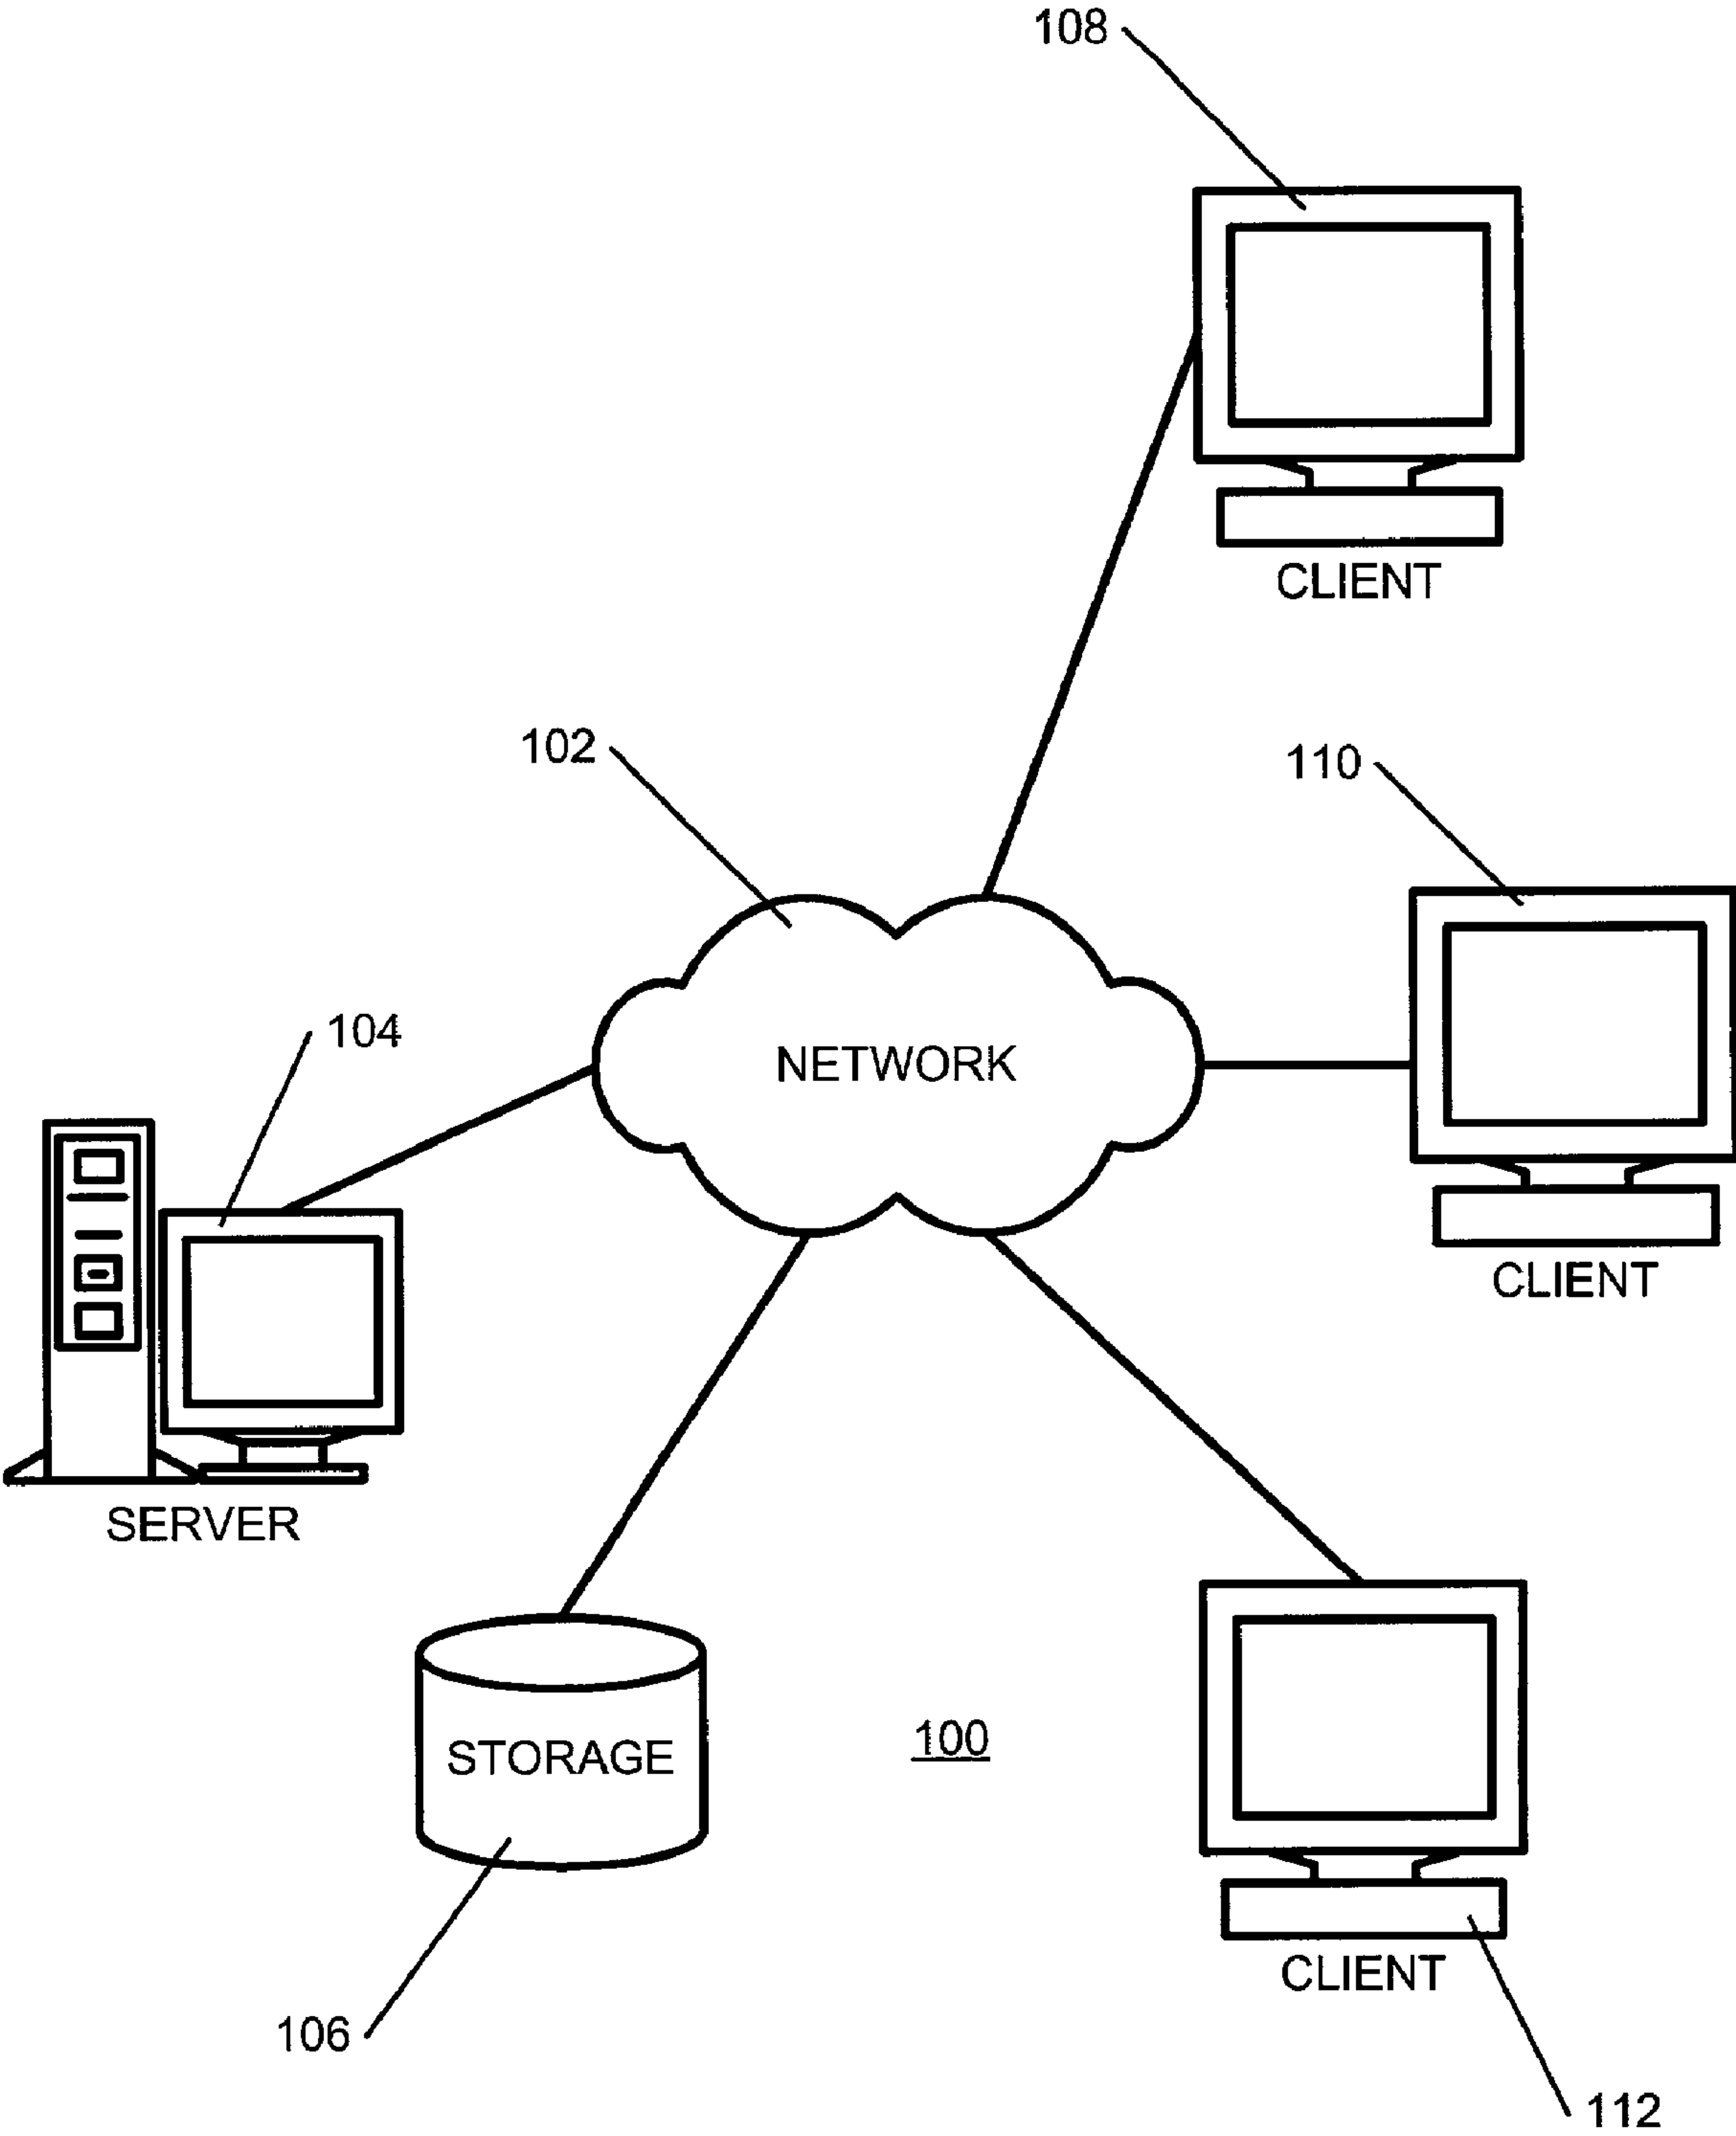 108
CLIENT
102
110
104
NETWORK
CLIENT
SERVER
STORAGE
100
CLIENT
106
112